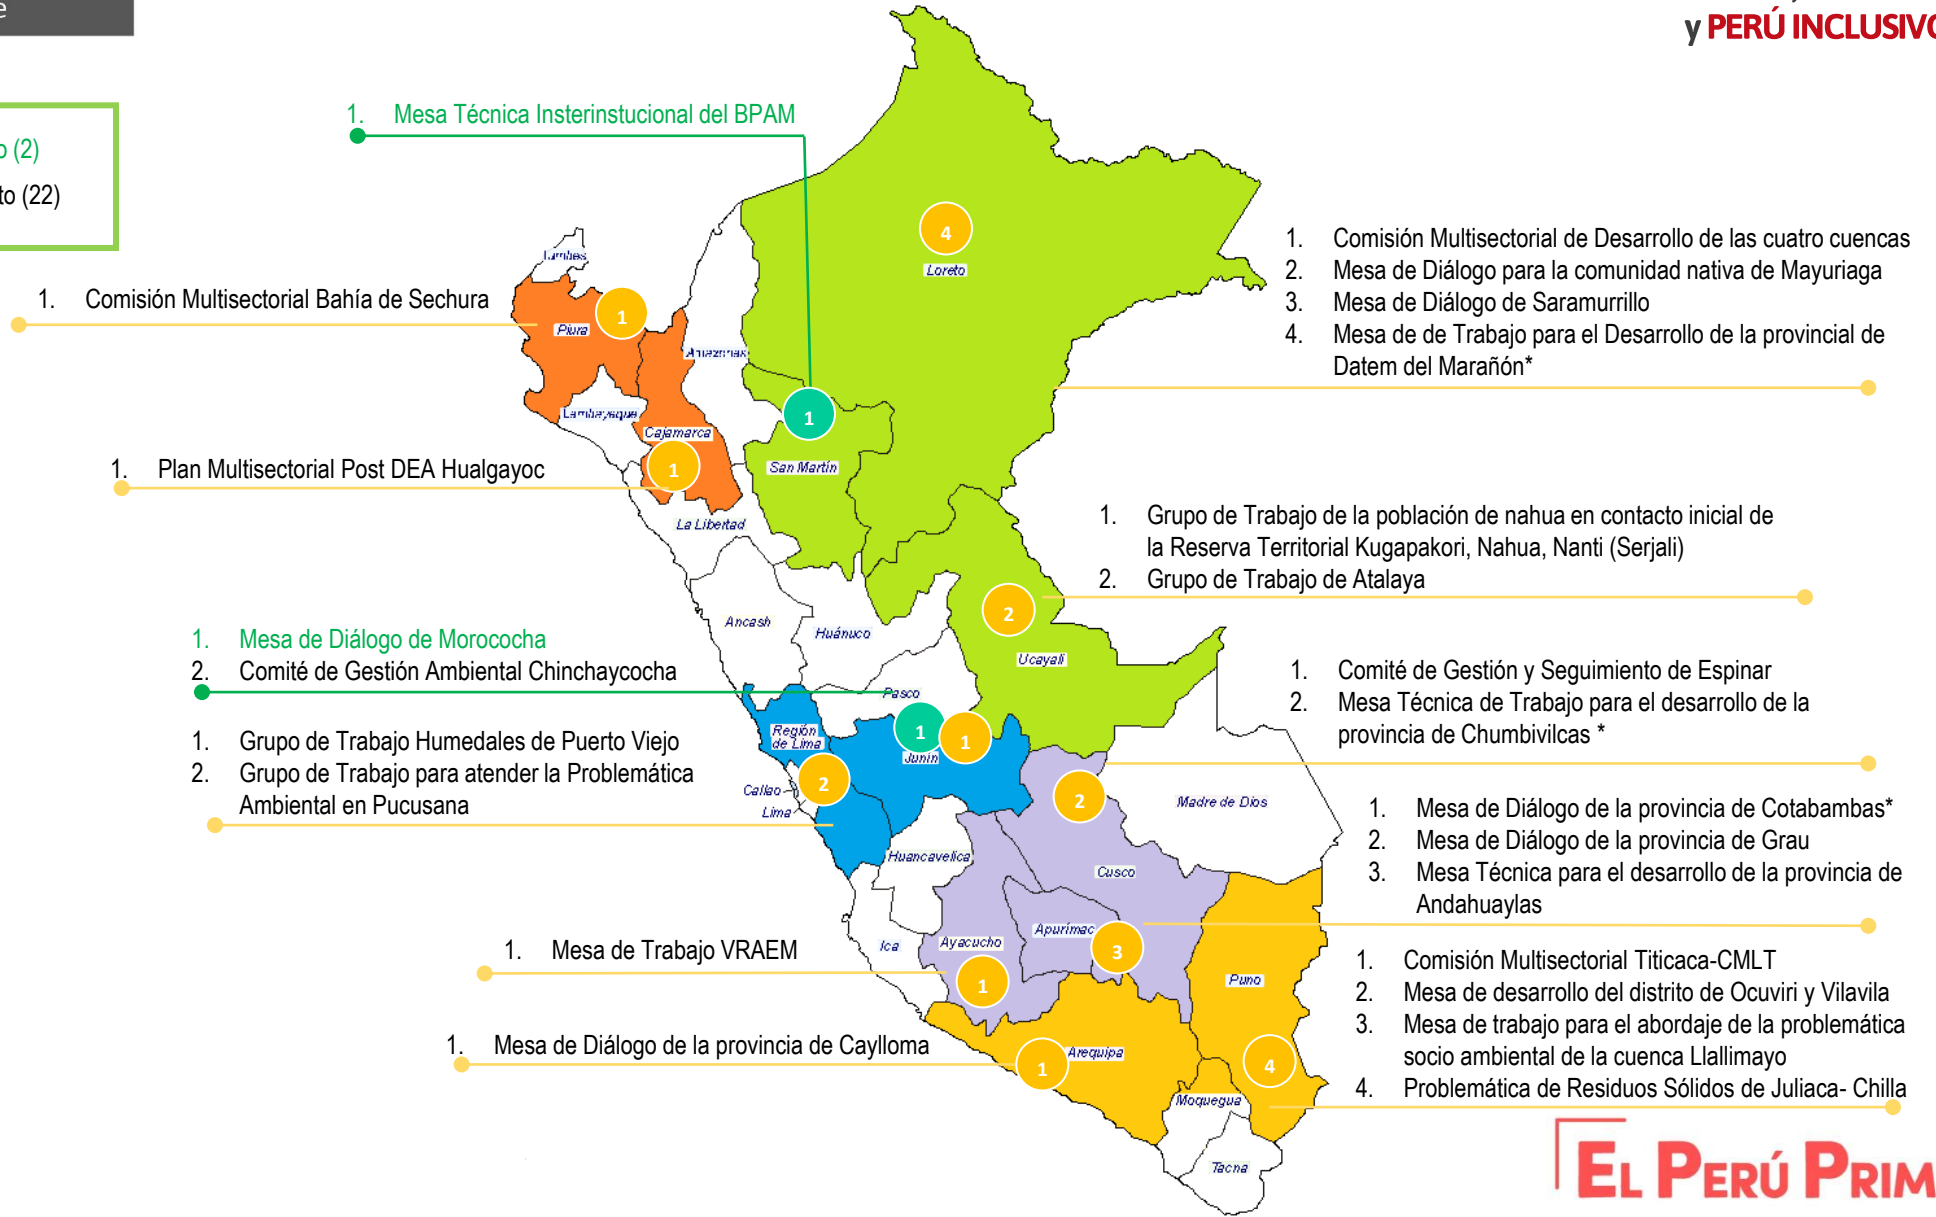 e
y PERÚ INCLUSIVO
o (2)
to (22)
1. Mesa Técnica Insterinstucional del BPAM
1. Comisión Multisectorial Bahía de Sechura
1. Plan Multisectorial Post DEA Hualgayoc
1. Mesa de Diálogo de Morococha
2. Comité de Gestión Ambiental Chinchaycocha
1. Grupo de Trabajo Humedales de Puerto Viejo
2. Grupo de Trabajo para atender la Problemática
Ambiental en Pucusana
1. Mesa de Trabajo VRAEM
1. Mesa de Diálogo de la provincia de Caylloma
1. Comisión Multisectorial de Desarrollo de las cuatro cuencas
2. Mesa de Diálogo para la comunidad nativa de Mayuriaga
3. Mesa de Diálogo de Saramurrillo
4. Mesa de de Trabajo para el Desarrollo de la provincial de
Datem del Marañón*
1. Grupo de Trabajo de la población de nahua en contacto inicial de
la Reserva Territorial Kugapakori, Nahua, Nanti (Serjali)
2. Grupo de Trabajo de Atalaya
1. Comité de Gestión y Seguimiento de Espinar
2. Mesa Técnica de Trabajo para el desarrollo de la
provincia de Chumbivilcas *
1. Mesa de Diálogo de la provincia de Cotabambas*
2. Mesa de Diálogo de la provincia de Grau
3. Mesa Técnica para el desarrollo de la provincia de
Andahuaylas
1. Comisión Multisectorial Titicaca-CMLT
2. Mesa de desarrollo del distrito de Ocuviri y Vilavila
3. Mesa de trabajo para el abordaje de la problemática
socio ambiental de la cuenca Llallimayo
4. Problemática de Residuos Sólidos de Juliaca- Chilla
Tumbes
Piura
1
Lambayeque
Cajamarca
1
Amazonas
Loreto
4
1
San Martín
La Libertad
Ancash
Huánuco
2
Ucayali
Pasco
1
1
Junín
Región
de Lima
Callao
Lima
2
Huancavelica
2
Cusco
Madre de Dios
Ica
Ayacucho
1
Apurímac
3
Puno
4
Arequipa
1
Moquegua
Tacna
EL PERÚ PRIM